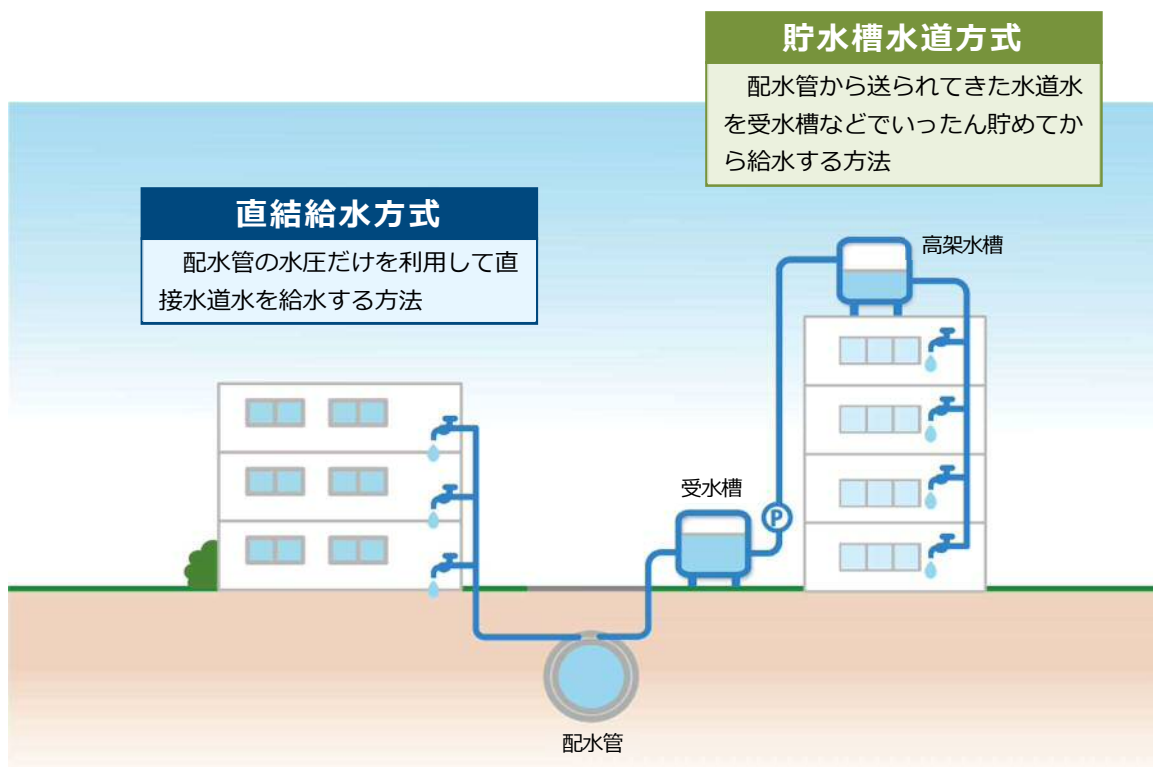 貯水槽水道方式
配水管から送られてきた水道水
を受水槽などでいったん貯めてか
ら給水する方法
直結給水方式
配水管の水圧だけを利用して直
接水道水を給水する方法
高架水槽
受水槽
P
配水管